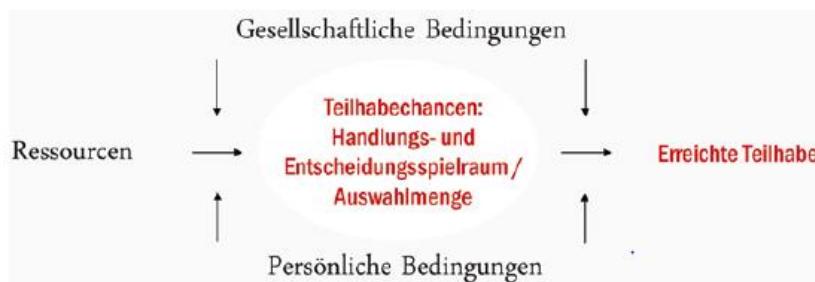 Gesellschaftliche Bedingungen
Teilhabechancen:
Handlungs- und
Ressourcen
Entscheidungsspielraum /
Erreichte Teilhabe
Auswahlmenge
Persönliche Bedingungen